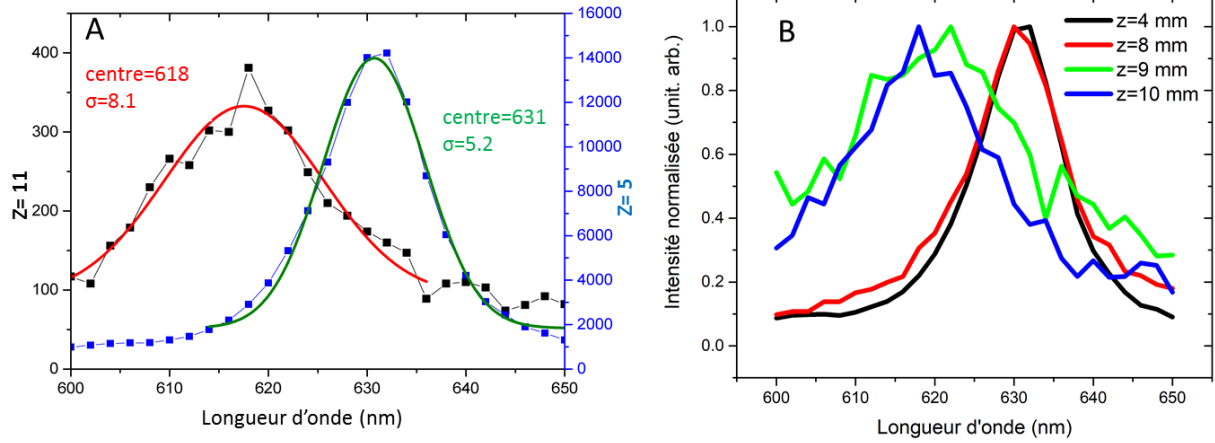 A
centre=618
σ=8.1
centre=631
σ=5.2
Z= 11
400
300
200
100
0
Z= 5
16000
14000
12000
10000
8000
6000
4000
2000
0
600 610 620 630 640 650
Longueur d’onde (nm)
B
z=4 mm
z=8 mm
z=9 mm
z=10 mm
Intensité normalisée (unit. arb.)
1.0
0.8
0.6
0.4
0.2
0.0
600 610 620 630 640 650
Longueur d'onde (nm)